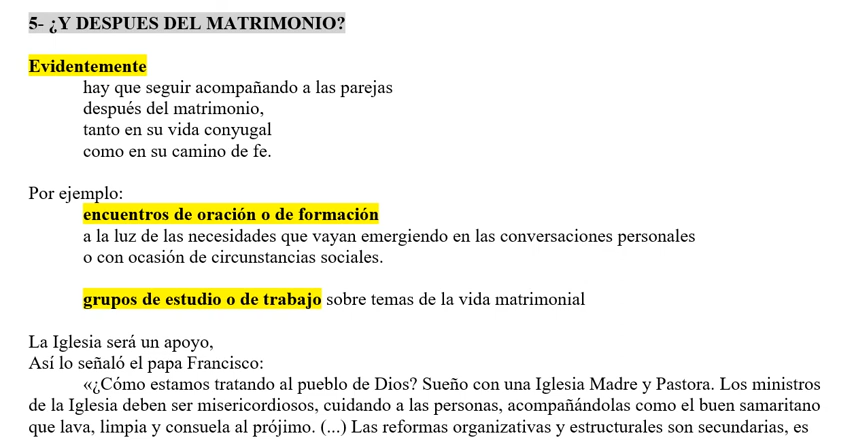 5- ¿Y DESPUES DEL MATRIMONIO?
Evidentemente
hay que seguir acompañando a las parejas
después del matrimonio,
tanto en su vida conyugal
como en su camino de fe.
Por ejemplo:
encuentros de oración o de formación
a la luz de las necesidades que vayan emergiendo en las conversaciones personales
o con ocasión de circunstancias sociales.
grupos de estudio o de trabajo sobre temas de la vida matrimonial
La Iglesia será un apoyo,
Así lo señaló el papa Francisco:
«¿Cómo estamos tratando al pueblo de Dios? Sueño con una Iglesia Madre y Pastora. Los ministros
de la Iglesia deben ser misericordiosos, cuidando a las personas, acompañándolas como el buen samaritano
que lava, limpia y consuela al prójimo. (...) Las reformas organizativas y estructurales son secundarias, es